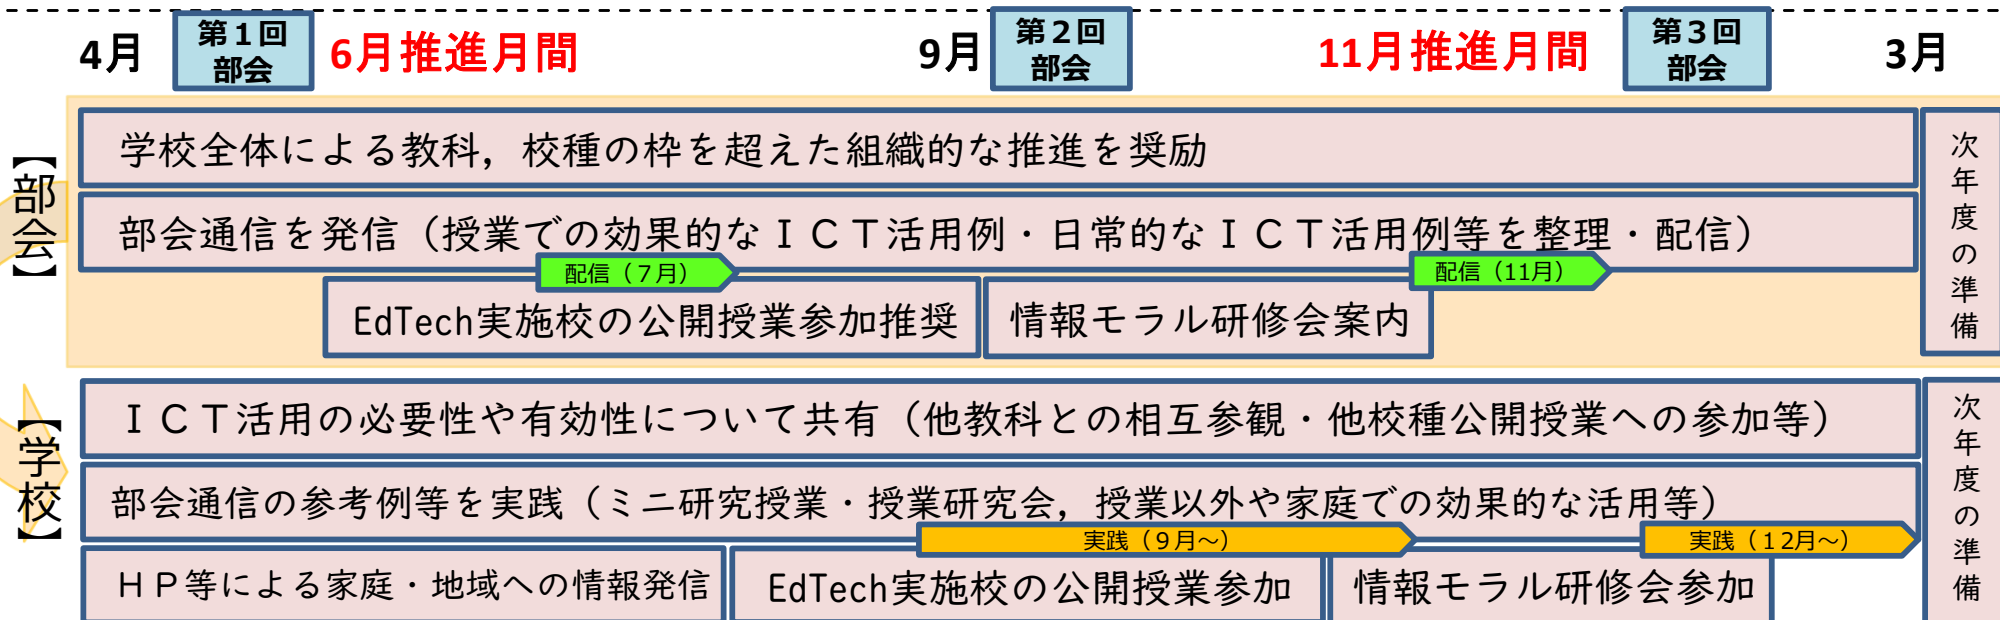 4月
第1回
部会
6月推進月間
9月
第2回
部会
11月推進月間
第3回
部会
3月
【部会】
学校全体による教科，校種の枠を超えた組織的な推進を奨励
部会通信を発信（授業での効果的なＩＣＴ活用例・日常的なＩＣＴ活用例等を整理・配信）
配信（7月）
配信（11月）
EdTech実施校の公開授業参加推奨
情報モラル研修会案内
次年度の準備
【学校】
ＩＣＴ活用の必要性や有効性について共有（他教科との相互参観・他校種公開授業への参加等）
部会通信の参考例等を実践（ミニ研究授業・授業研究会，授業以外や家庭での効果的な活用等）
実践（９月～）
実践（１２月～）
ＨＰ等による家庭・地域への情報発信
EdTech実施校の公開授業参加
情報モラル研修会参加
次年度の準備